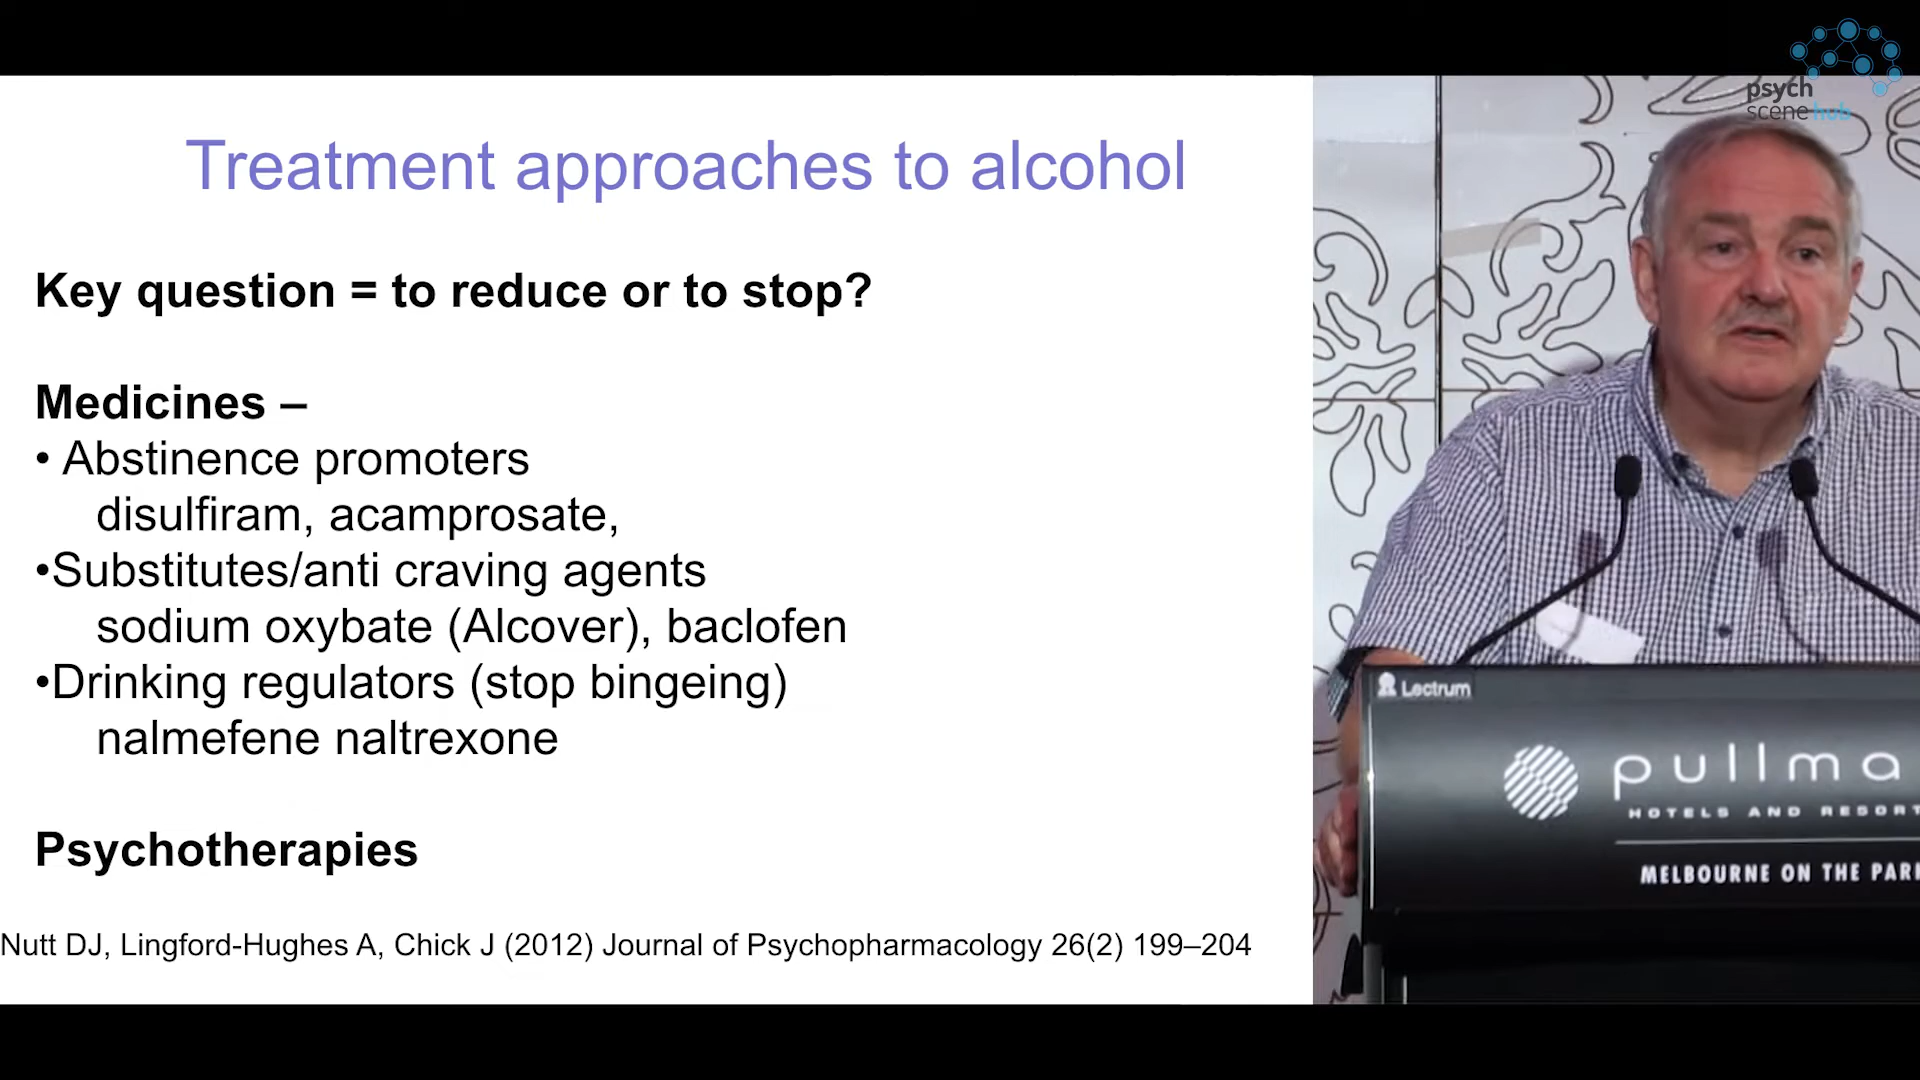 psych
scene hub
Treatment approaches to alcohol
Key question = to reduce or to stop?
Medicines –
• Abstinence promoters
disulfiram, acamprosate,
•Substitutes/anti craving agents
sodium oxybate (Alcover), baclofen
•Drinking regulators (stop bingeing)
nalmefene naltrexone
Psychotherapies
Nutt DJ, Lingford-Hughes A, Chick J (2012) Journal of Psychopharmacology 26(2) 199–204
Lectrum
pullma
HOTELS AND RESORT
MELBOURNE ON THE PARK